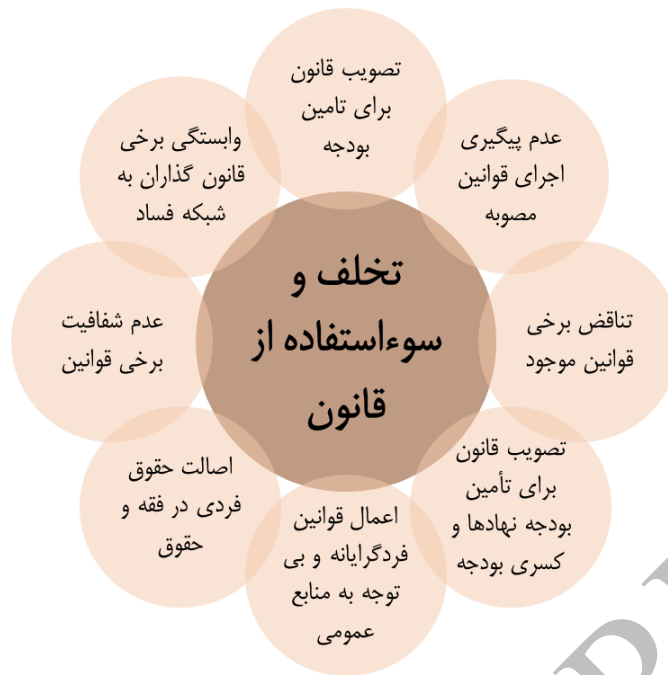 تصویب قانون
برای تامین
بودجه
عدم پیگیری
اجرای قوانین
مصوبه
تناقض برخی
قوانین موجود
تصویب قانون
برای تأمین
بودجه نهادها و
کسری بودجه
اعمال قوانین
فردگرایانه و بی
توجه به منابع
عمومی
اصالت حقوق
فردی در فقه و
حقوق
عدم شفافیت
برخی قوانین
وابستگی برخی
قانون گذاران به
شبکه فساد
تخلف و
سوءاستفاده از
قانون